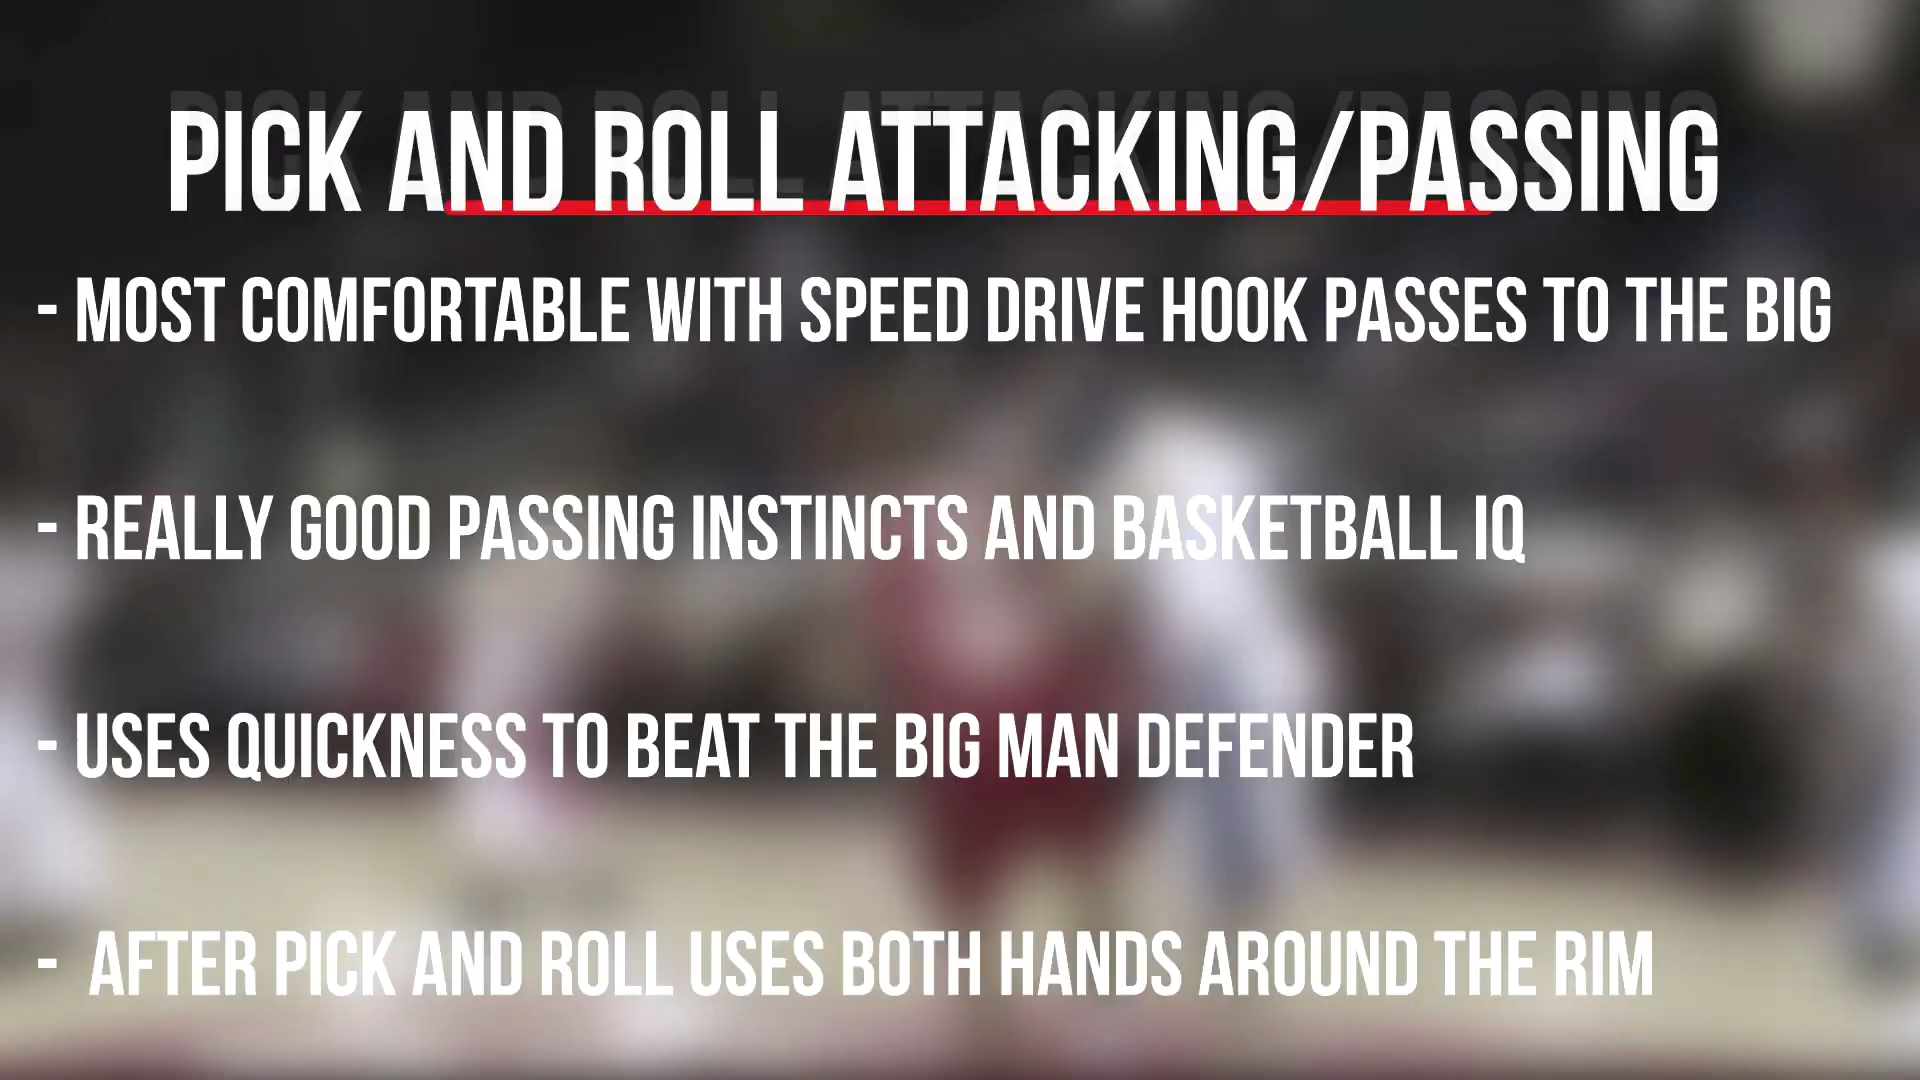 PICK AND ROLL ATTACKING/PASSING
- MOST COMFORTABLE WITH SPEED DRIVE HOOK PASSES TO THE BIG
- REALLY GOOD PASSING INSTINCTS AND BASKETBALL IQ
- USES QUICKNESS TO BEAT THE BIG MAN DEFENDER
- AFTER PICK AND ROLL USES BOTH HANDS AROUND THE RIM